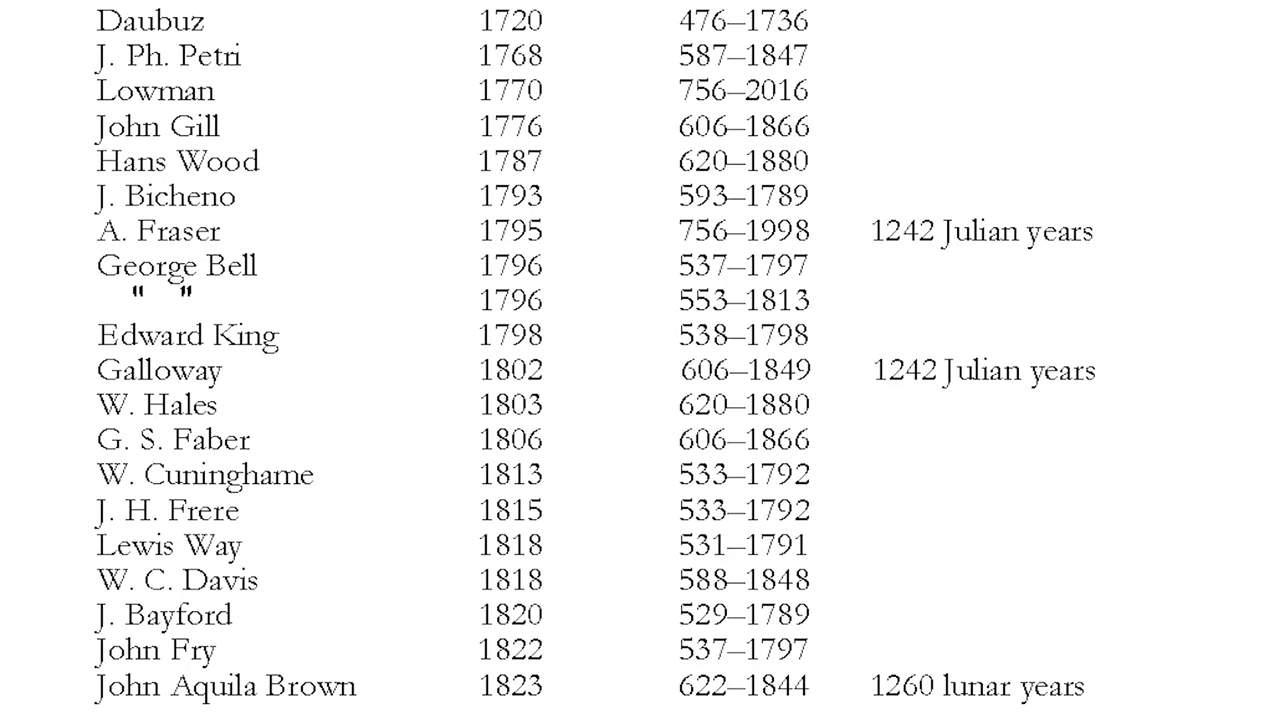 Daubuz 1720 476–1736
J. Ph. Petri 1768 587–1847
Lowman 1770 756–2016
John Gill 1776 606–1866
Hans Wood 1787 620–1880
J. Bicheno 1793 593–1789
A. Fraser 1795 756–1998 1242 Julian years
George Bell 1796 537–1797
" " 1796 553–1813
Edward King 1798 538–1798
Galloway 1802 606–1849 1242 Julian years
W. Hales 1803 620–1880
G. S. Faber 1806 606–1866
W. Cuninghame 1813 533–1792
J. H. Frere 1815 533–1792
Lewis Way 1818 531–1791
W. C. Davis 1818 588–1848
J. Bayford 1820 529–1789
John Fry 1822 537–1797
John Aquila Brown 1823 622–1844 1260 lunar years